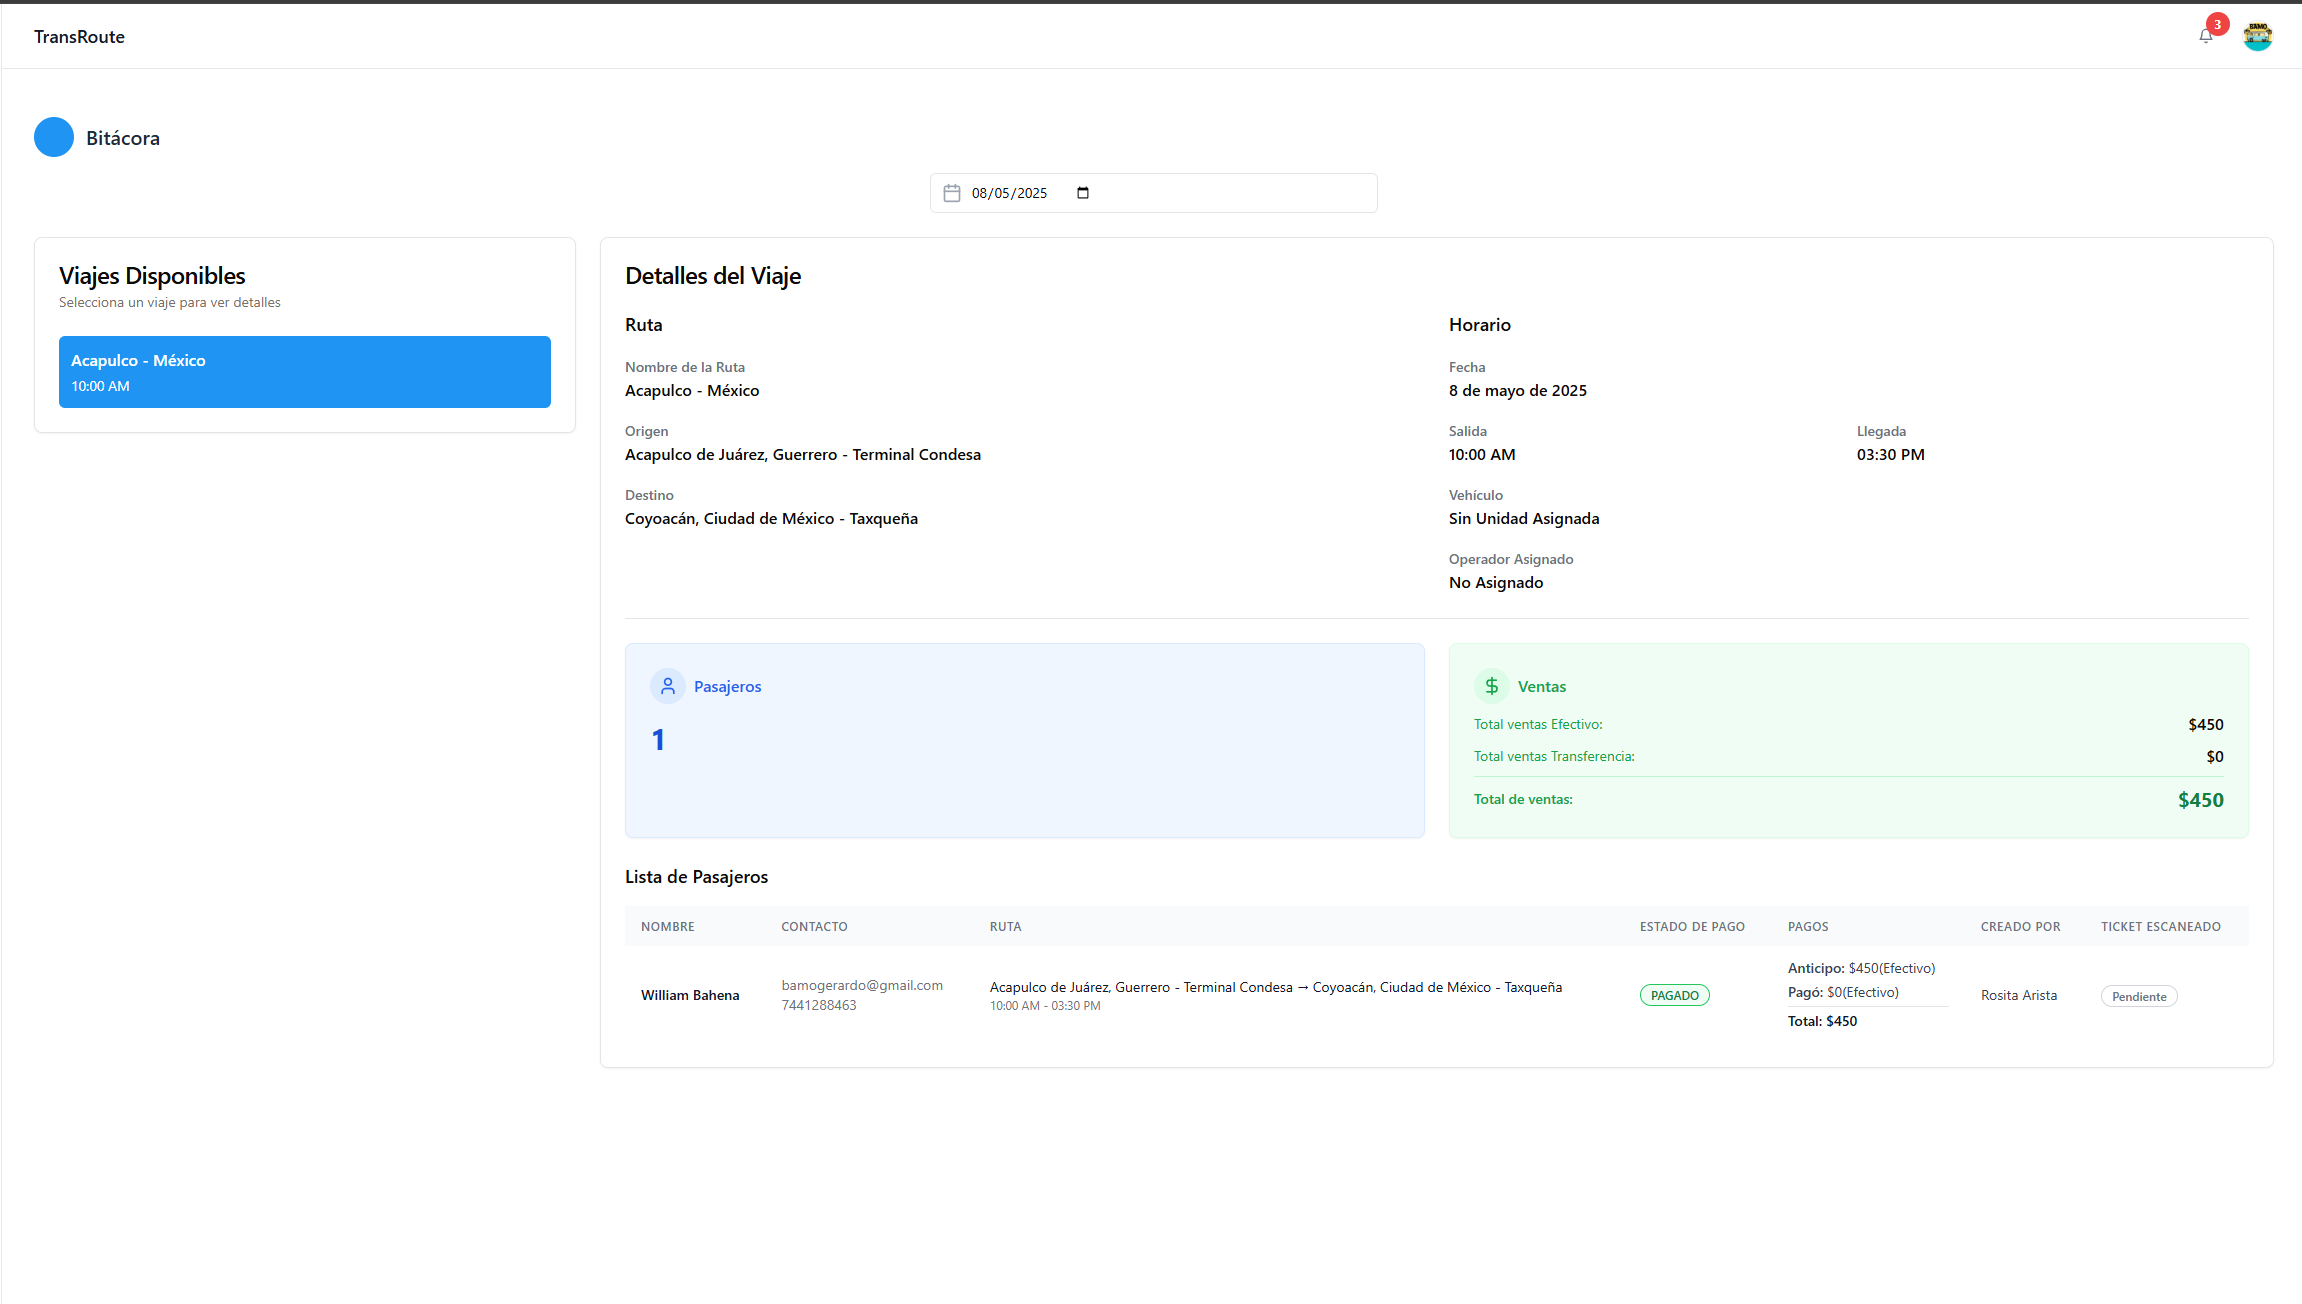 TransRoute
3
BAMO
Bitácora
08/05/2025
Viajes Disponibles
Selecciona un viaje para ver detalles
Acapulco - México
10:00 AM
Detalles del Viaje
Ruta
Nombre de la Ruta
Acapulco - México
Origen
Acapulco de Juárez, Guerrero - Terminal Condesa
Destino
Coyoacán, Ciudad de México - Taxqueña
Horario
Fecha
8 de mayo de 2025
Salida
10:00 AM
Llegada
03:30 PM
Vehículo
Sin Unidad Asignada
Operador Asignado
No Asignado
Pasajeros
1
$ Ventas
Total ventas Efectivo: $450
Total ventas Transferencia: $0
Total de ventas: $450
Lista de Pasajeros
NOMBRE CONTACTO RUTA ESTADO DE PAGO PAGOS CREADO POR TICKET ESCANEADO
William Bahena
bamogerardo@gmail.com
7441288463
Acapulco de Juárez, Guerrero - Terminal Condesa → Coyoacán, Ciudad de México - Taxqueña
10:00 AM - 03:30 PM
PAGADO
Anticipo: $450(Efectivo)
Pagó: $0(Efectivo)
Total: $450
Rosita Arista
Pendiente